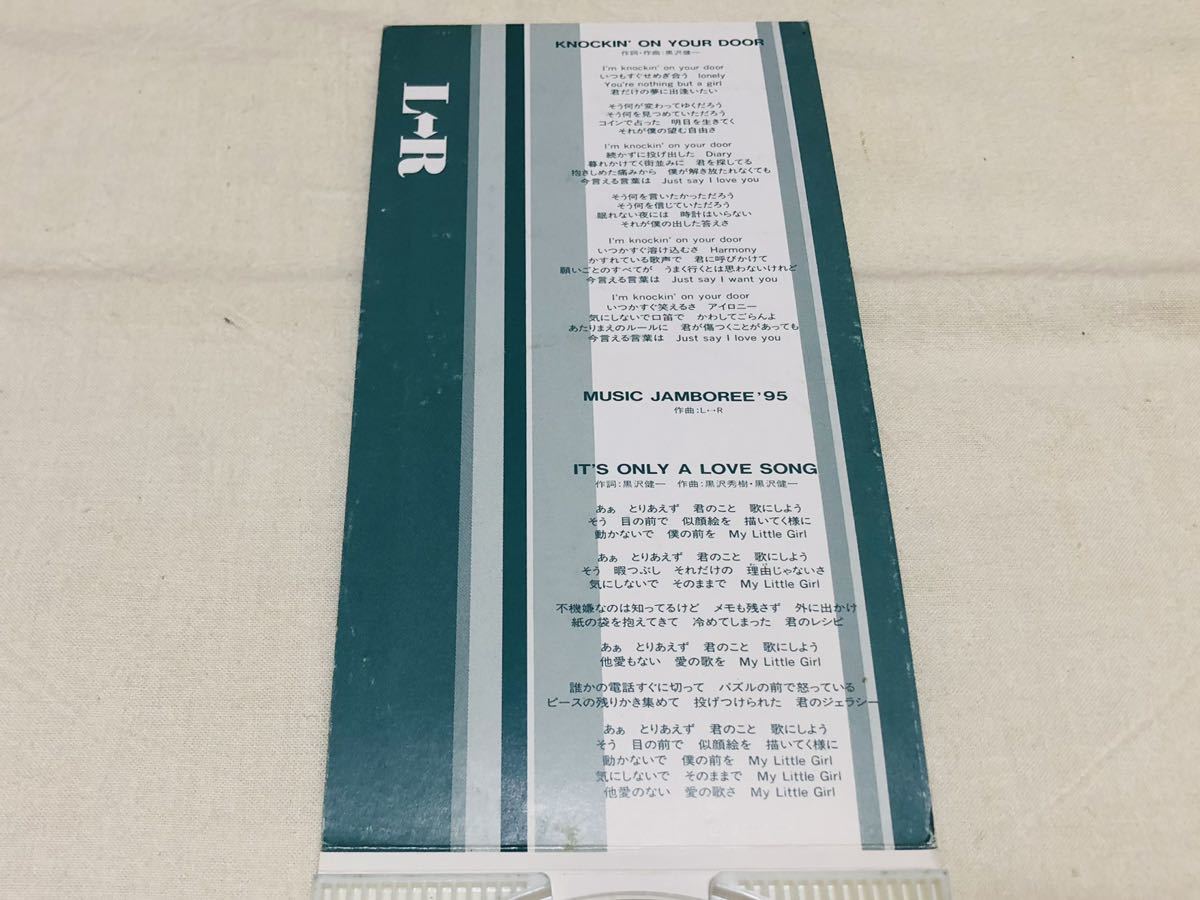 L↔R
KNOCKIN' ON YOUR DOOR
作詞・作曲:黒沢健一
I'm knockin' on your door
いつもすぐせめぎ合う lonely
You're nothing but a girl
君だけの夢に出逢いたい
そう何が変わってゆくだろう
そう何を見つめていただろう
コインで占った 明日を生きてく
それが僕の望む自由さ
I'm knockin' on your door
続かずに投げ出した Diary
暮れかけてく街並みに 君を探してる
抱きしめた痛みから 僕が解き放たれなくても
今言える言葉は Just say I love you
そう何を言いたかっただろう
そう何を信じていただろう
眠れない夜には 時計はいらない
それが僕の出した答えさ
I'm knockin' on your door
いつかすぐ溶け込むさ Harmony
かすれている歌声で 君に呼びかけて
願いごとのすべてが うまく行くとは思わないけれど
今言える言葉は Just say I want you
I'm knockin' on your door
いつかすぐ笑えるさ アイロニー
気にしないで口笛で かわしてごらんよ
あたりまえのルールに 君が傷つくことがあっても
今言える言葉は Just say I love you
MUSIC JAMBOREE '95
作曲:L↔R
IT'S ONLY A LOVE SONG
作詞:黒沢健一 作曲:黒沢秀樹・黒沢健一
あぁ とりあえず 君のこと 歌にしよう
そう 目の前で 似顔絵を 描いてく様に
動かないで 僕の前を My Little Girl
あぁ とりあえず 君のこと 歌にしよう
そう 暇つぶし それだけの 理由じゃないさ
気にしないで そのままで My Little Girl
不機嫌なのは知ってるけど メモも残さず 外に出かけ
紙の袋を抱えてきて 冷めてしまった 君のレシピ
あぁ とりあえず 君のこと 歌にしよう
他愛もない 愛の歌を My Little Girl
誰かの電話すぐに切って パズルの前で怒っている
ピースの残りかき集めて 投げつけられた 君のジェラシー
あぁ とりあえず 君のこと 歌にしよう
そう 目の前で 似顔絵を 描いてく様に
動かないで 僕の前を My Little Girl
気にしないで そのままで My Little Girl
他愛のない 愛の歌さ My Little Girl